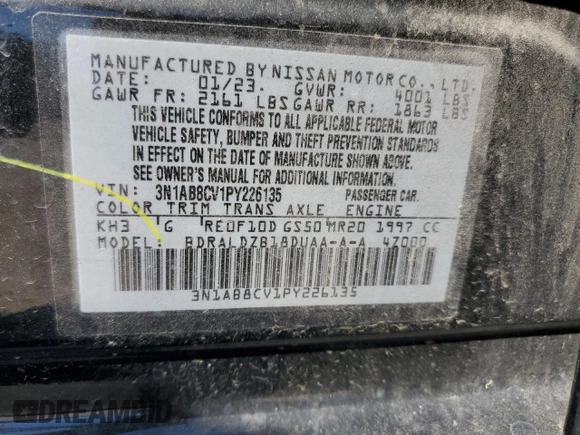 MANUFACTURED BY NISSAN MOTOR CO., LTD.
DATE: 01/23. GVWR: 4001 LBS
GAWR FR: 2161 LBS GAWR RR: 1863 LBS
THIS VEHICLE CONFORMS TO ALL APPLICABLE FEDERAL MOTOR
VEHICLE SAFETY, BUMPER AND THEFT PREVENTION STANDARDS
IN EFFECT ON THE DATE OF MANUFACTURE SHOWN ABOVE.
SEE OWNER'S MANUAL FOR ADDITIONAL INFORMATION.
VIN: 3N1AB8CV1PY226135 PASSENGER CAR.
COLOR TRIM TRANS AXLE ENGINE
KH3 G RE0F10D GS50 MR20 1997 CC
MODEL: BDRALDZB18DUAA-A-A 4Z000
3N1AB8CV1PY226135
DREAMBID